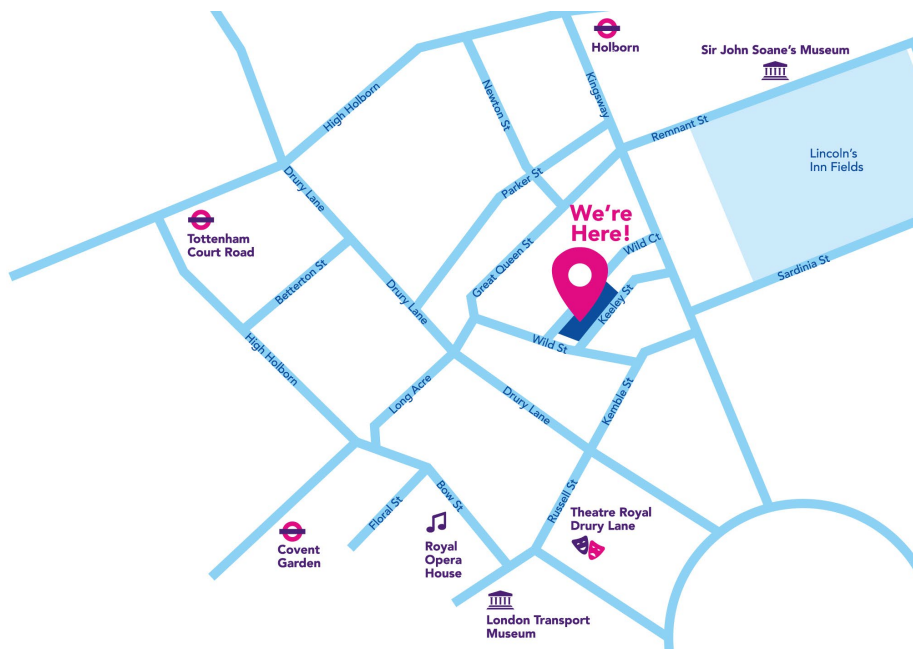 Holborn
Sir John Soane's Museum
High Holborn
Newton St
Kingsway
Remnant St
Lincoln's
Inn Fields
Drury Lane
Parker St
Tottenham
Court Road
We're
Here!
Wild Ct
Great Queen St
Betterton St
Sardinia St
Drury Lane
Keeley St
Wild St
High Holborn
Long Acre
Drury Lane
Kemble St
Floral St
Bow St
Russell St
Theatre Royal
Drury Lane
Covent
Garden
Royal
Opera
House
London Transport
Museum